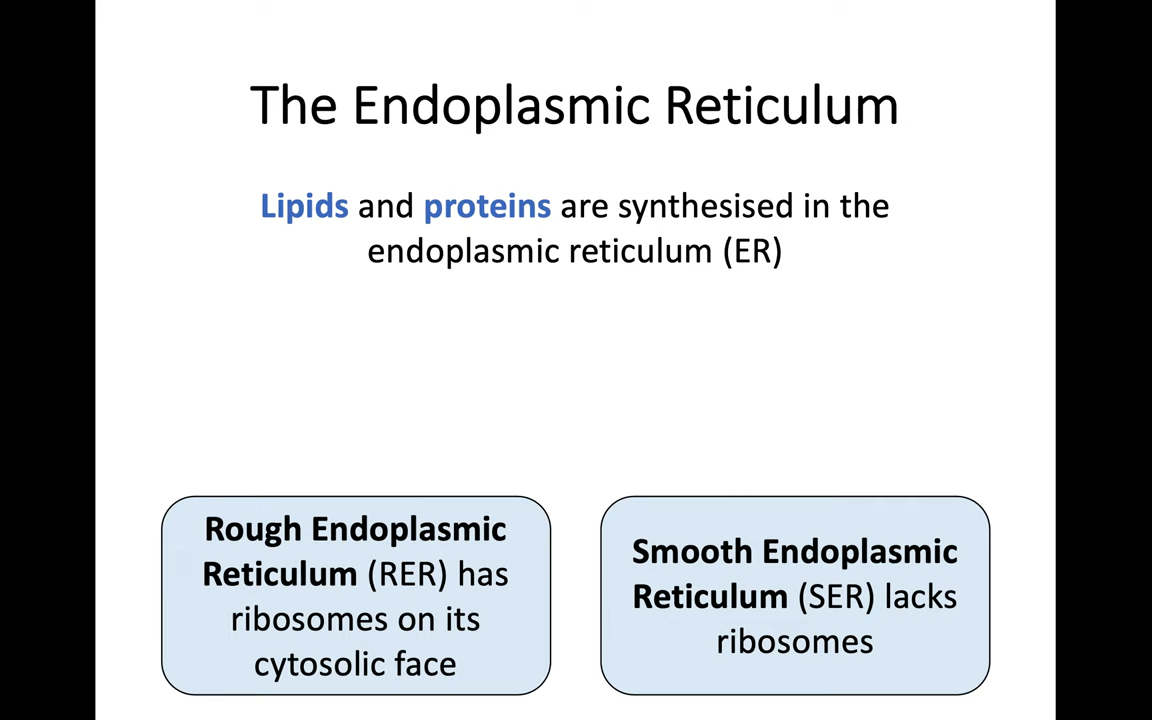 The Endoplasmic Reticulum
Lipids and proteins are synthesised in the
endoplasmic reticulum (ER)
Rough Endoplasmic
Reticulum (RER) has
ribosomes on its
cytosolic face
Smooth Endoplasmic
Reticulum (SER) lacks
ribosomes